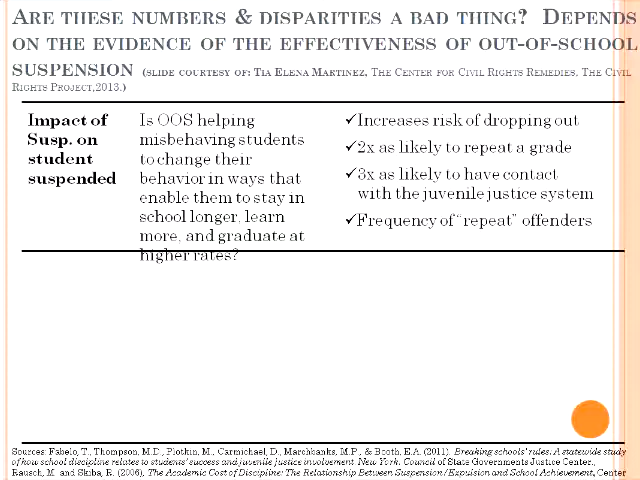 ARE THESE NUMBERS & DISPARITIES A BAD THING? DEPENDS
ON THE EVIDENCE OF THE EFFECTIVENESS OF OUT-OF-SCHOOL
SUSPENSION (SLIDE COURTESY OF: TIA ELENA MARTINEZ, THE CENTER FOR CIVIL RIGHTS REMEDIES, THE CIVIL
RIGHTS PROJECT,2013.)
Impact of
Susp. on
student
suspended
Is OOS helping
misbehaving students
to change their
behavior in ways that
enable them to stay in
school longer, learn
more, and graduate at
higher rates?
✓Increases risk of dropping out
✓2x as likely to repeat a grade
✓3x as likely to have contact
with the juvenile justice system
✓Frequency of "repeat" offenders
Sources: Fabelo, T., Thompson, M.D., Plotkin, M., Carmichael, D., Marchbanks, M.P., & Booth, E.A. (2011). Breaking schools' rules: A statewide study
of how school discipline relates to students' success and juvenile justice involvement. New York: Council of State Governments Justice Center.,
Rausch, M. and Skiba, R. (2006), The Academic Cost of Discipline: The Relationship Between Suspension/Expulsion and School Achievement, Center